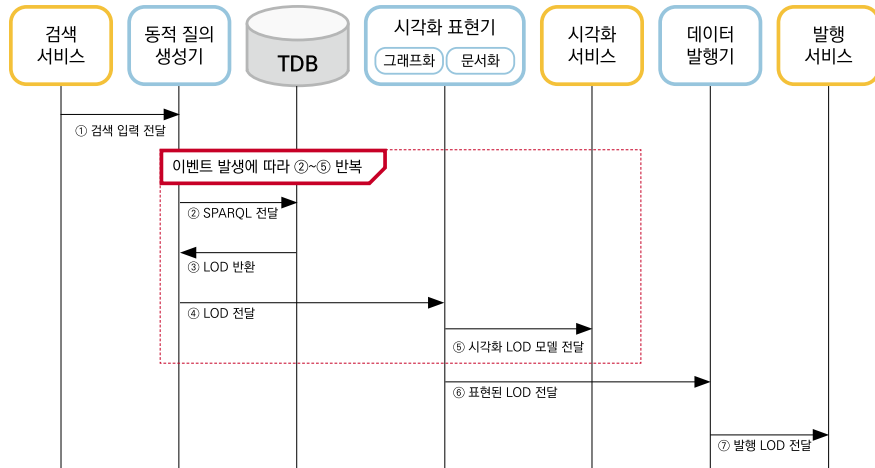 검색
서비스
동적 질의
생성기
TDB
시각화 표현기
그래프화
문서화
시각화
서비스
데이터
발행기
발행
서비스
① 검색 입력 전달
이벤트 발생에 따라 ②~⑤ 반복
② SPARQL 전달
③ LOD 반환
④ LOD 전달
⑤ 시각화 LOD 모델 전달
⑥ 표현된 LOD 전달
⑦ 발행 LOD 전달